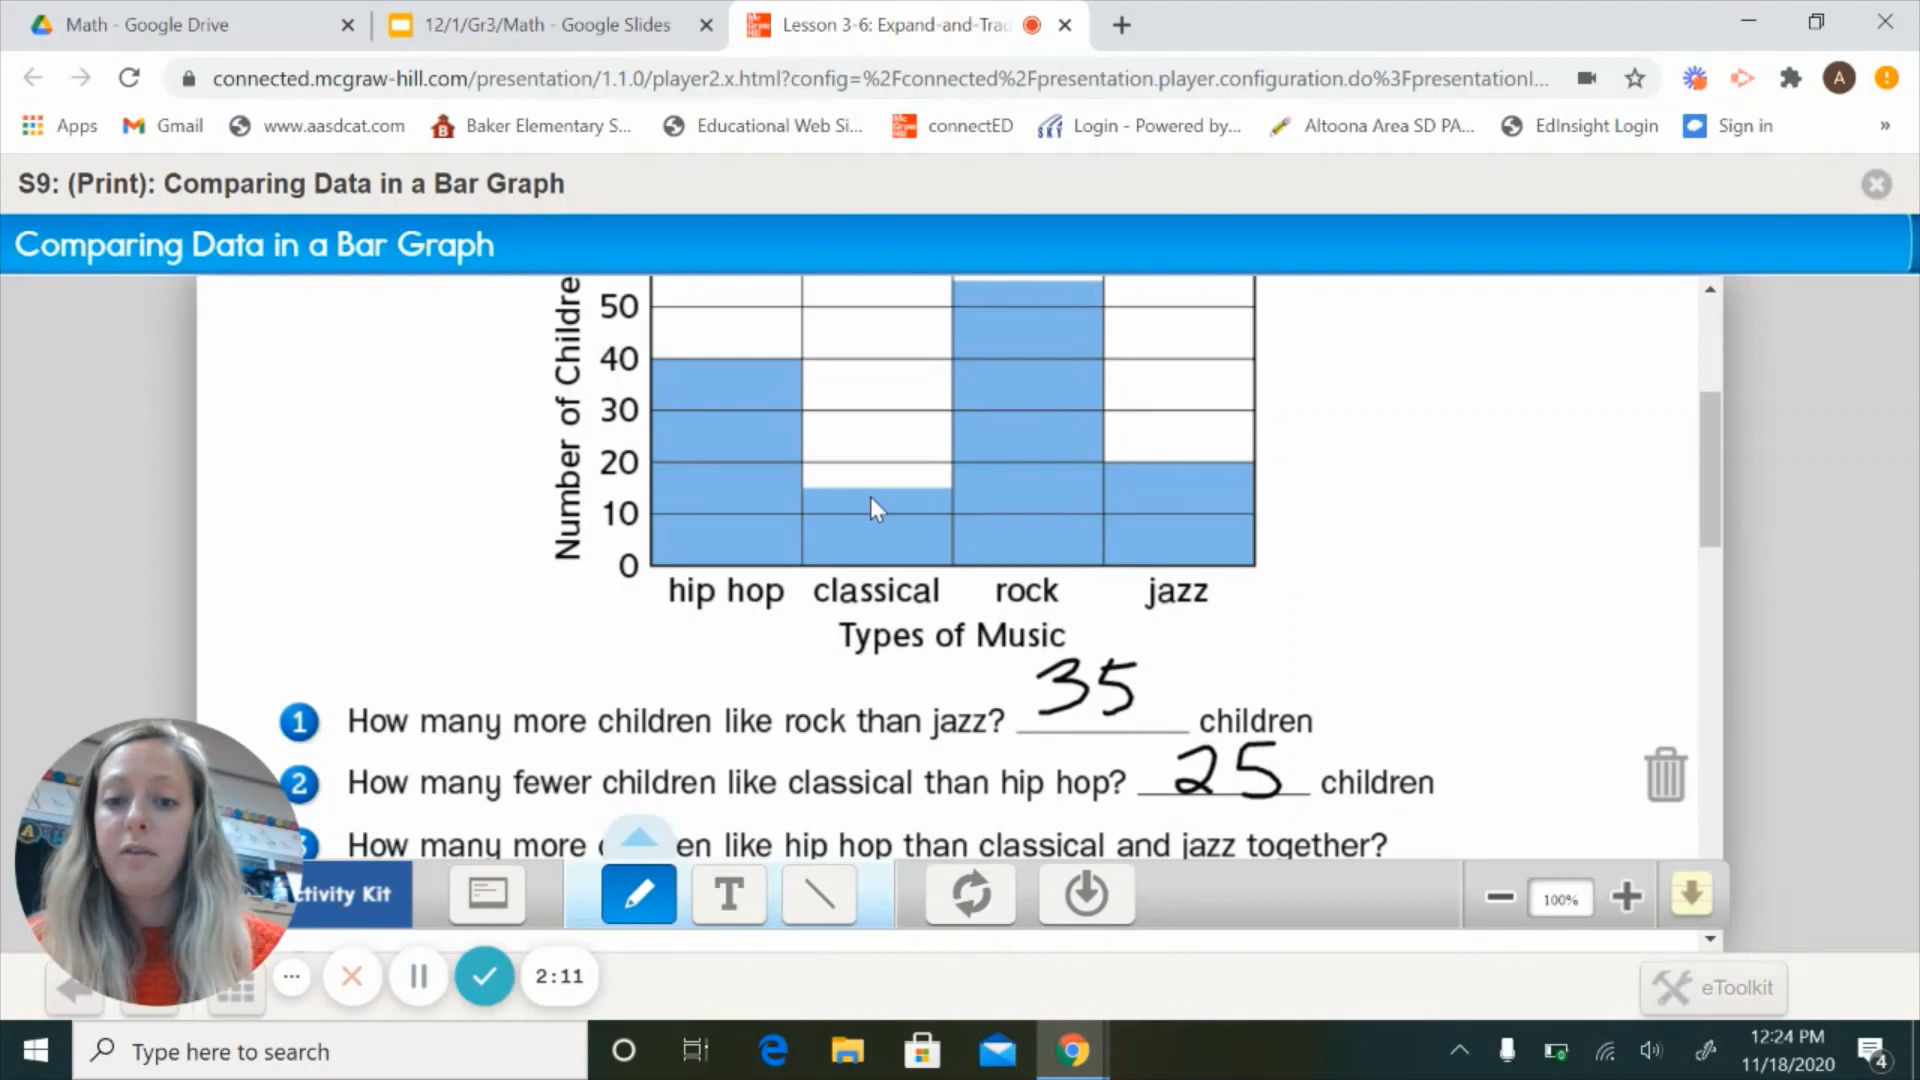 Math - Google Drive
12/1/Gr3/Math - Google Slides
Lesson 3-6: Expand-and-Trad
connected.mcgraw-hill.com/presentation/1.1.0/player2.x.html?config=%2Fconnected%2Fpresentation.player.configuration.do%3FpresentationI...
A
Apps
Gmail
www.aasdcat.com
Baker Elementary S...
Educational Web Si...
connectED
Login - Powered by...
Altoona Area SD PA...
EdInsight Login
Sign in
»
S9: (Print): Comparing Data in a Bar Graph
Comparing Data in a Bar Graph
Number of Childre
50
40
30
20
10
0
hip hop classical rock jazz
Types of Music
1 How many more children like rock than jazz? 35 children
2 How many fewer children like classical than hip hop? 25 children
How many more en like hip hop than classical and jazz together?
ctivity Kit
T
100%
2:11
eToolkit
Type here to search
12:24 PM
11/18/2020
4